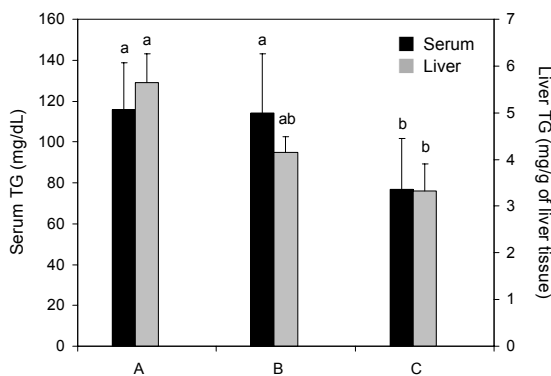 160
140
120
100
80
60
40
20
0
Serum TG (mg/dL)
a
a
a
ab
b
b
Serum
Liver
7
6
5
4
3
2
1
0
Liver TG (mg/g of liver tissue)
A
B
C